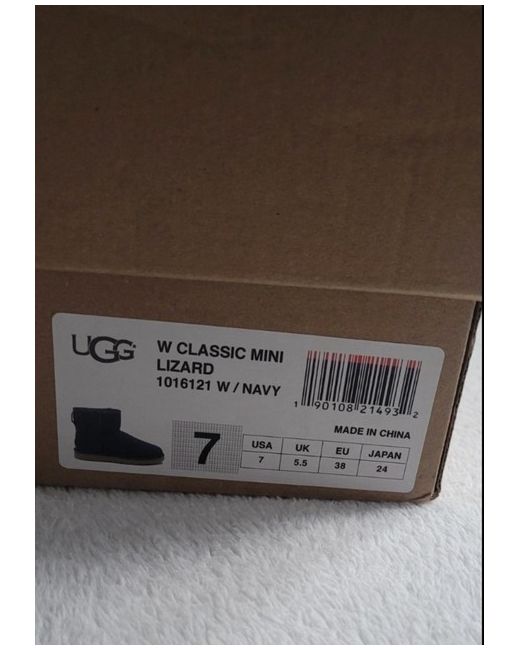 UGG
W CLASSIC MINI
LIZARD
1016121 W / NAVY
1 90108 21493 2
MADE IN CHINA
7
USA UK EU JAPAN
7 5.5 38 24